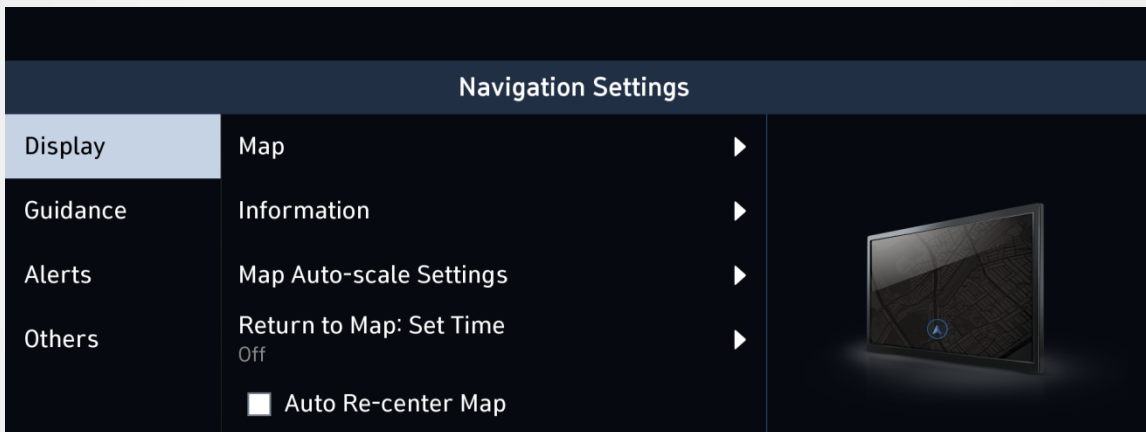 Navigation Settings
Display
Guidance
Alerts
Others
Map
Information
Map Auto-scale Settings
Return to Map: Set Time
Off
Auto Re-center Map